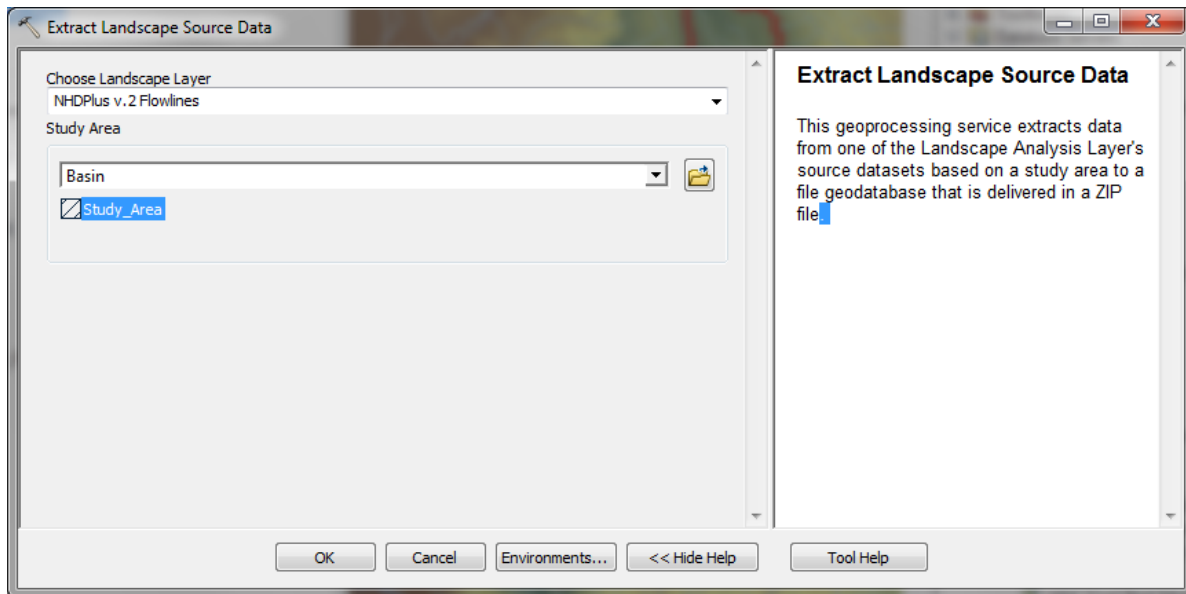 Extract Landscape Source Data
Choose Landscape Layer
NHDPlus v.2 Flowlines
Study Area
Basin
Study_Area
OK
Cancel
Environments...
<< Hide Help
Extract Landscape Source Data
This geoprocessing service extracts data
from one of the Landscape Analysis Layer's
source datasets based on a study area to a
file geodatabase that is delivered in a ZIP
file.
Tool Help